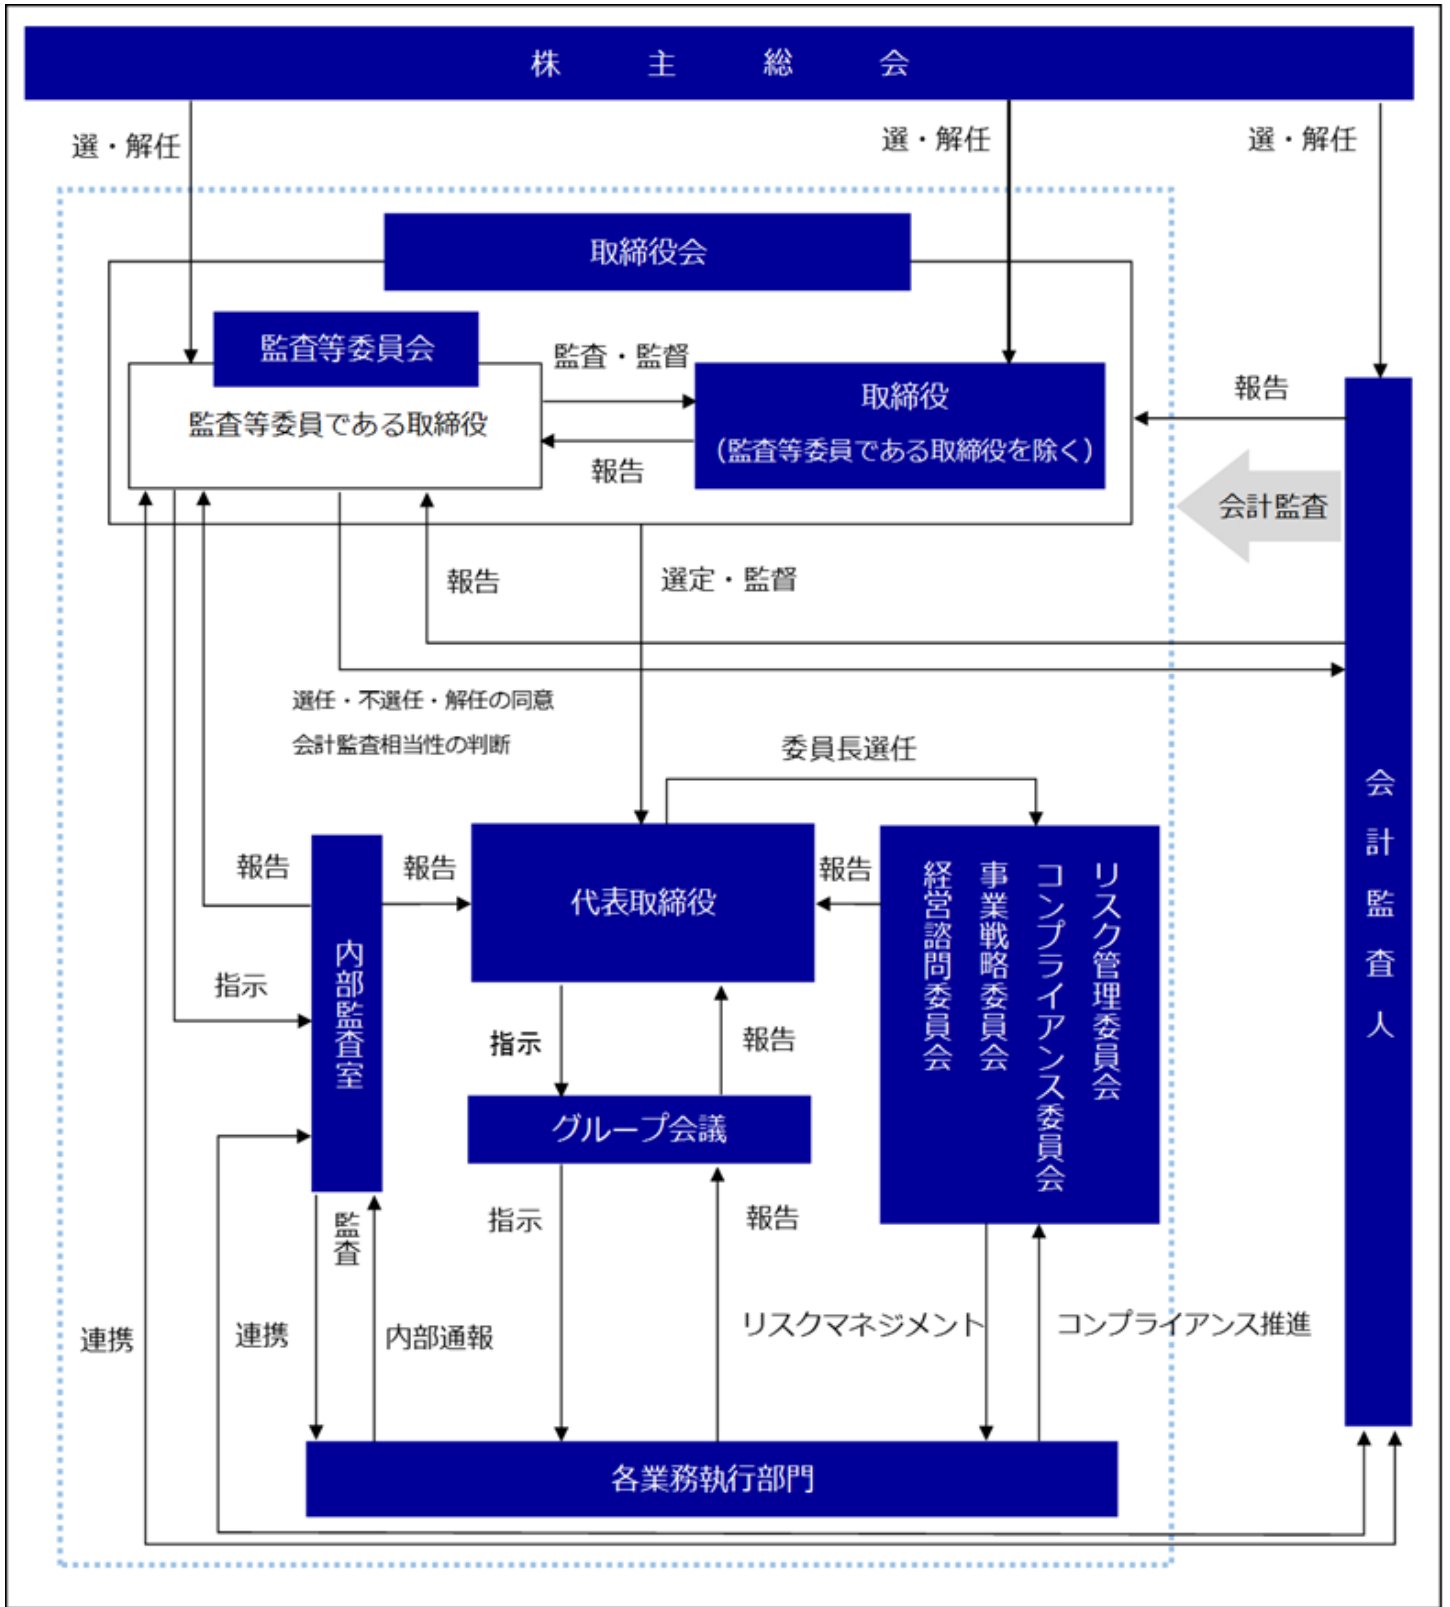 株主総会
選・解任
選・解任
選・解任
取締役会
監査等委員会
監査等委員である取締役
監査・監督
報告
取締役
（監査等委員である取締役を除く）
報告
会計監査
報告
選定・監督
選任・不選任・解任の同意
会計監査相当性の判断
委員長選任
会計監査人
報告
報告
代表取締役
報告
リスク管理委員会
コンプライアンス委員会
事業戦略委員会
経営諮問委員会
内部監査室
指示
指示
報告
グループ会議
監査
指示
報告
連携
連携
内部通報
リスクマネジメント
コンプライアンス推進
各業務執行部門